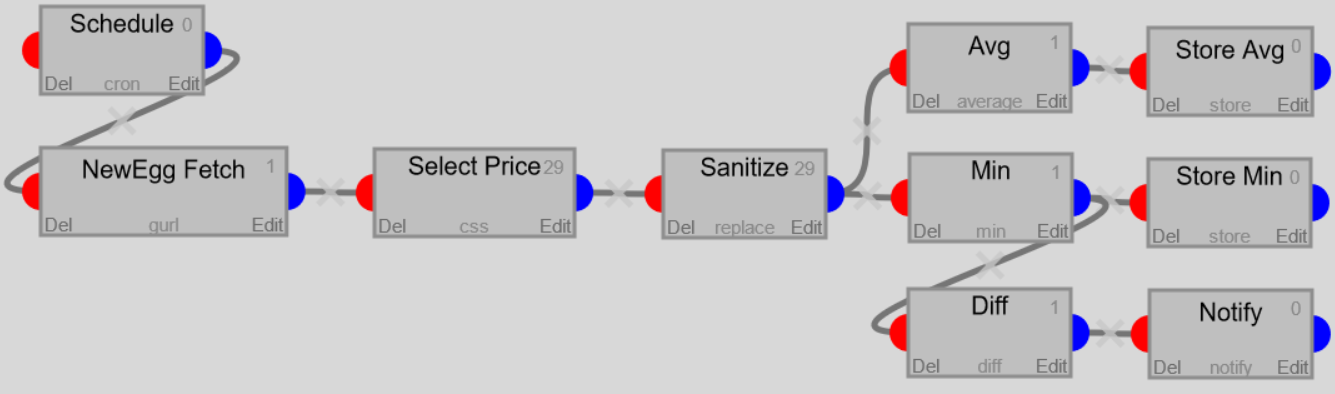 Schedule 0
Del cron Edit
NewEgg Fetch 1
Del gurl Edit
Select Price 29
Del css Edit
Sanitize 29
Del replace Edit
Avg 1
Del average Edit
Store Avg 0
Del store Edit
Min 1
Del min Edit
Store Min 0
Del store Edit
Diff 1
Del diff Edit
Notify 0
Del notify Edit